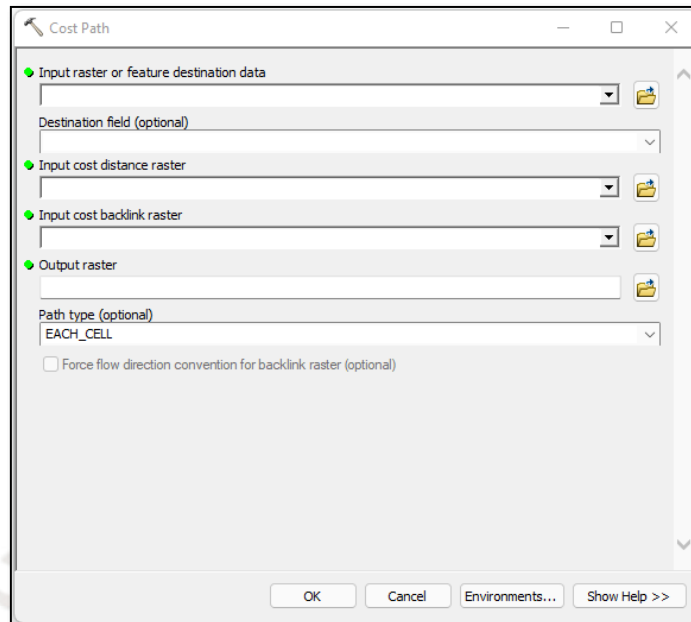 Cost Path
Input raster or feature destination data
Destination field (optional)
Input cost distance raster
Input cost backlink raster
Output raster
Path type (optional)
EACH_CELL
Force flow direction convention for backlink raster (optional)
OK Cancel Environments... Show Help >>